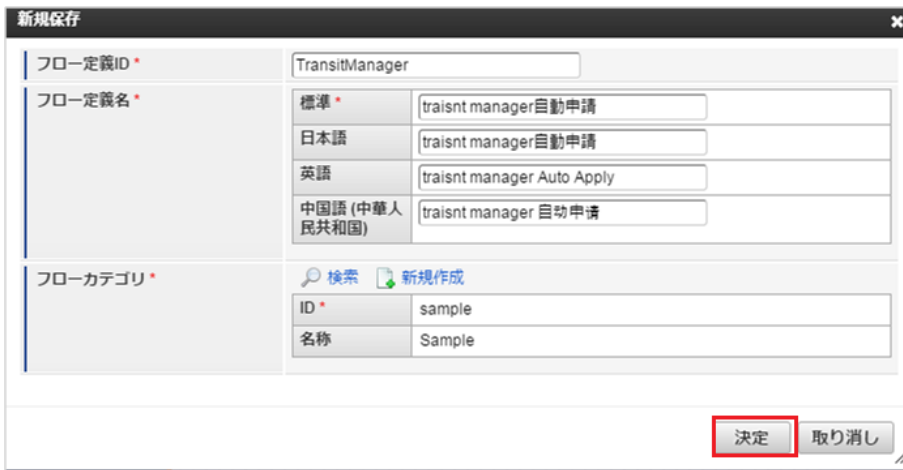 新規保存
フロー定義ID *
TransitManager
フロー定義名 *
標準 *
traisnt manager自動申請
日本語
traisnt manager自動申請
英語
traisnt manager Auto Apply
中国語 (中華人
民共和国)
traisnt manager 自动申请
フローカテゴリ *
検索 新規作成
ID *
sample
名称
Sample
決定 取り消し